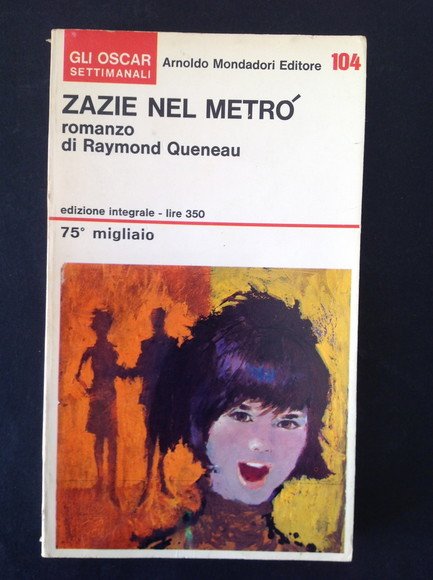 GLI OSCAR
SETTIMANALI
Arnoldo Mondadori Editore 104
ZAZIE NEL METRÓ
romanzo
di Raymond Queneau
edizione integrale - lire 350
75° migliaio